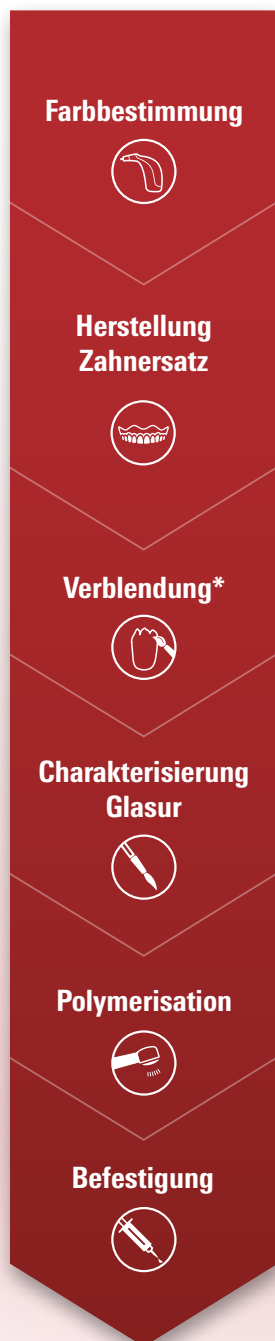 Farbbestimmung
Herstellung
Zahnersatz
Verblendung*
Charakterisierung
Glasur
Polymerisation
Befestigung